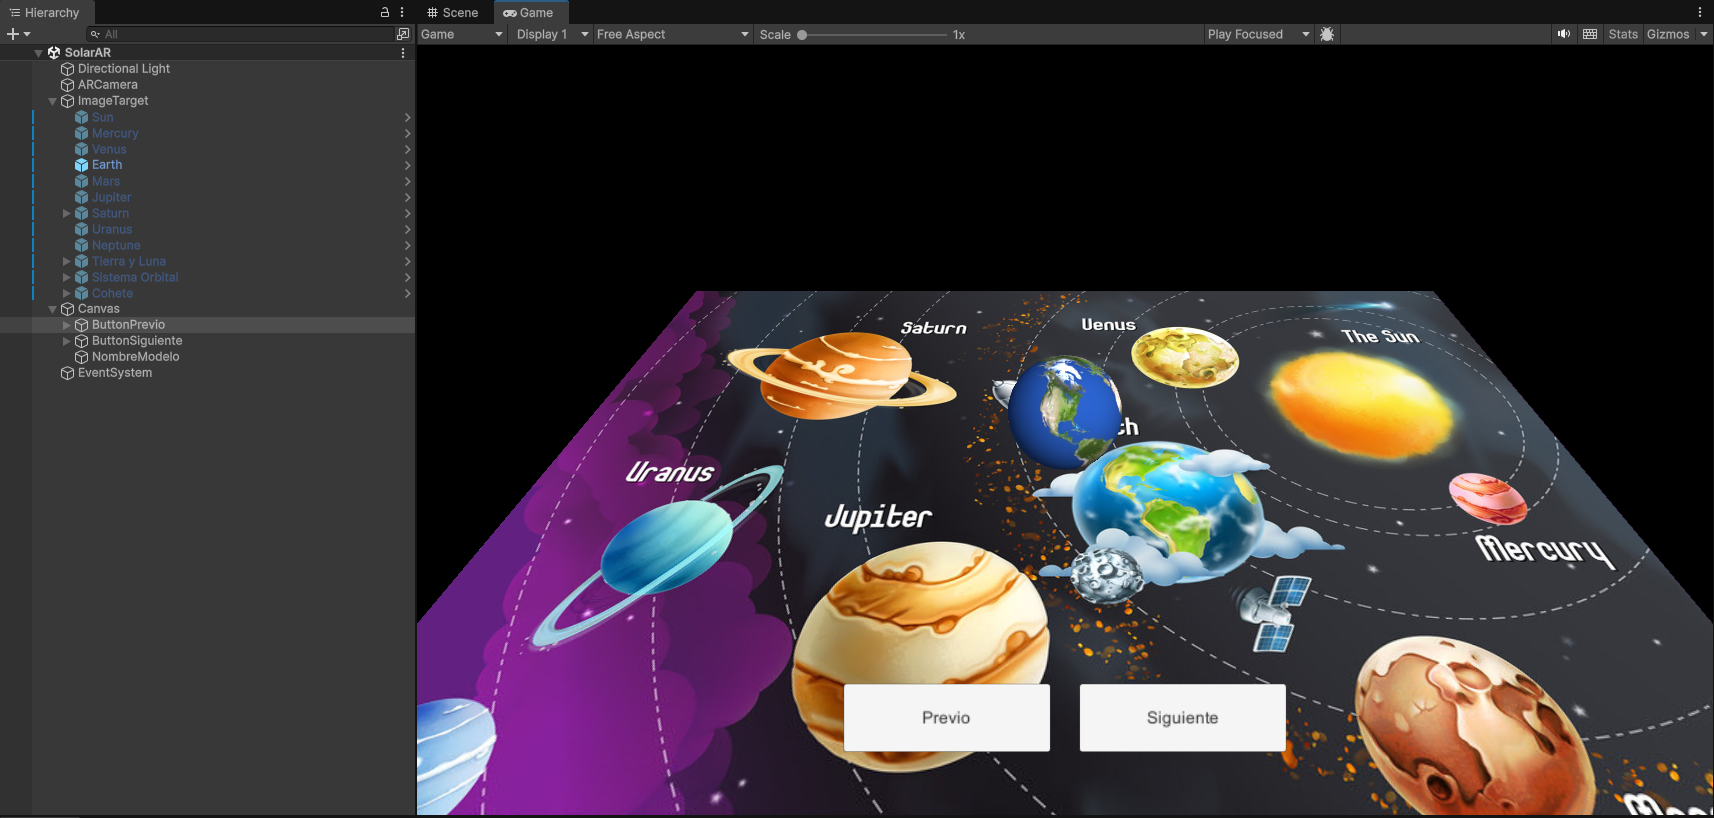 Hierarchy
All
SolarAR
Directional Light
ARCamera
ImageTarget
Sun
Mercury
Venus
Earth
Mars
Jupiter
Saturn
Uranus
Neptune
Tierra y Luna
Sistema Orbital
Cohete
Canvas
ButtonPrevio
ButtonSiguiente
NombreModelo
EventSystem
Scene Game
Game Display 1 Free Aspect Scale 1x Play Focused Stats Gizmos
Saturn
Venus
The Sun
Uranus
Jupiter
Mercury
Previo
Siguiente